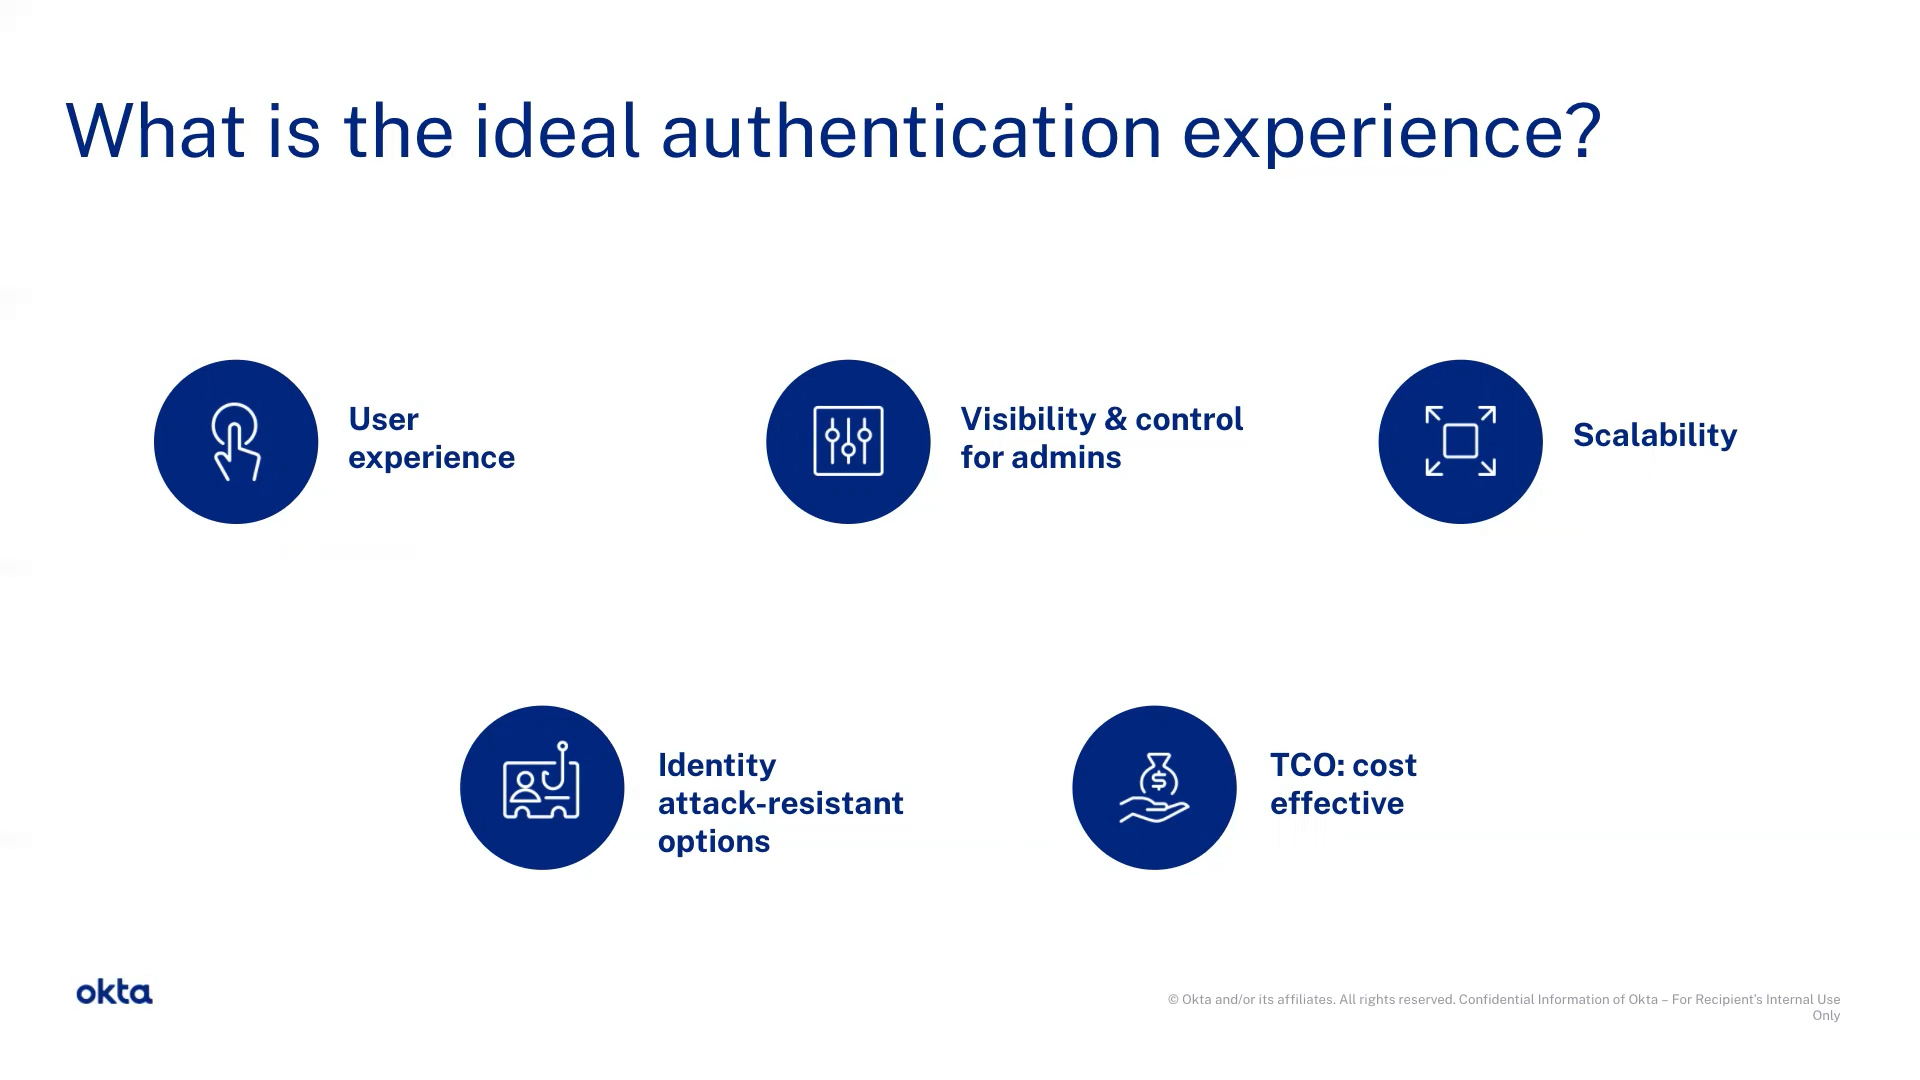 What is the ideal authentication experience?
User
experience
Visibility & control
for admins
Scalability
Identity
attack-resistant
options
TCO: cost
effective
okta
© Okta and/or its affiliates. All rights reserved. Confidential Information of Okta – For Recipient's Internal Use
Only